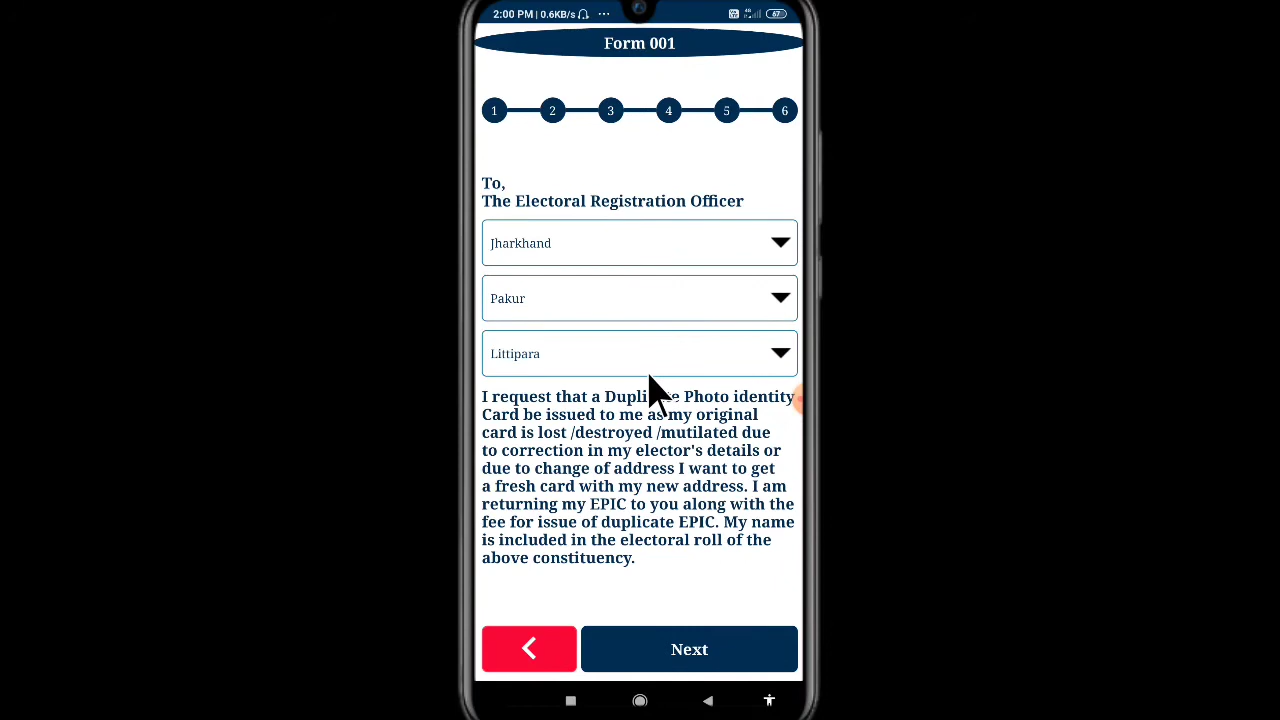 2:00 PM | 0.6KB/s ...
4G
67
Form 001
1 2 3 4 5 6
To,
The Electoral Registration Officer
Jharkhand
Pakur
Littipara
I request that a Photo identity
Card be issued to me as my original
card is lost /destroyed /mutilated due
to correction in my elector's details or
due to change of address I want to get
a fresh card with my new address. I am
returning my EPIC to you along with the
fee for issue of duplicate EPIC. My name
is included in the electoral roll of the
above constituency.
Next